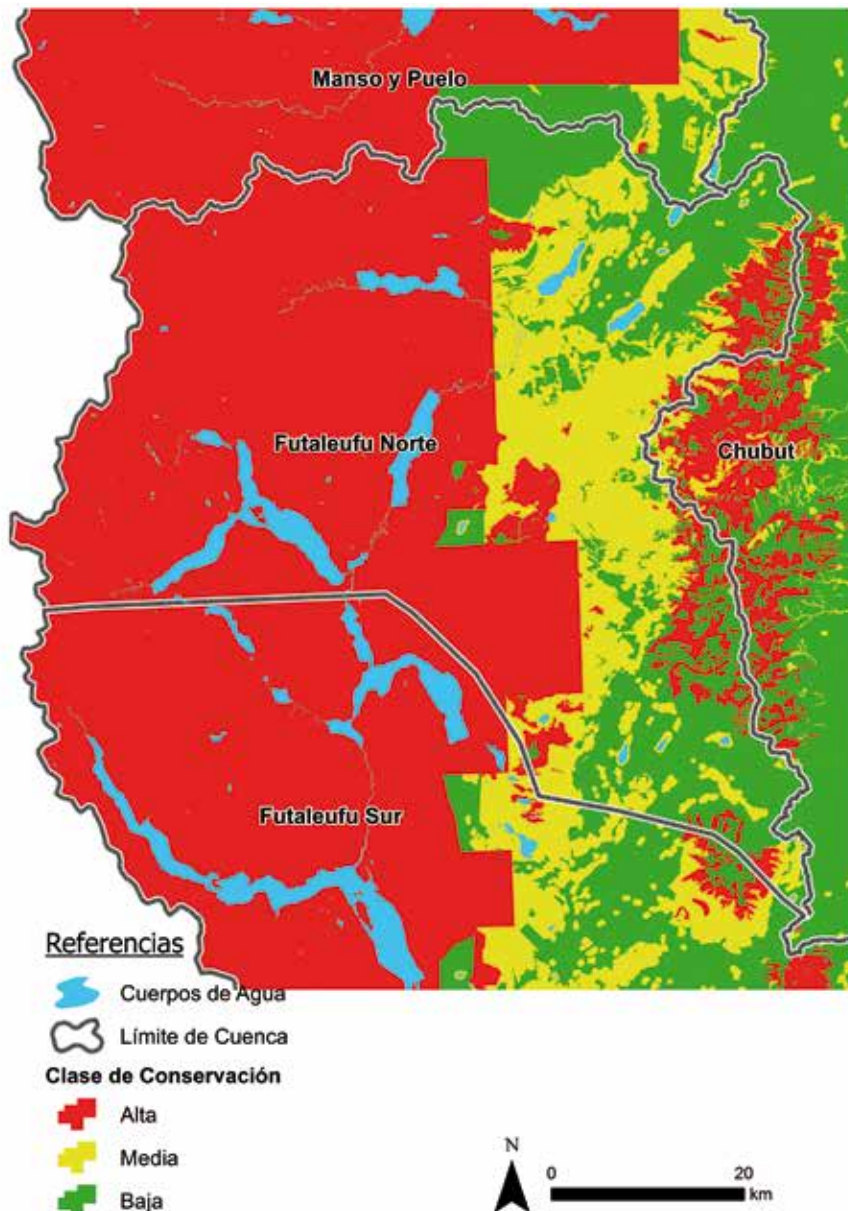 Manso y Puelo
Futaleufu Norte
Chubut
Futaleufu Sur
Referencias
Cuerpos de Agua
Límite de Cuenca
Clase de Conservación
Alta
Media
Baja
N
0 20
km